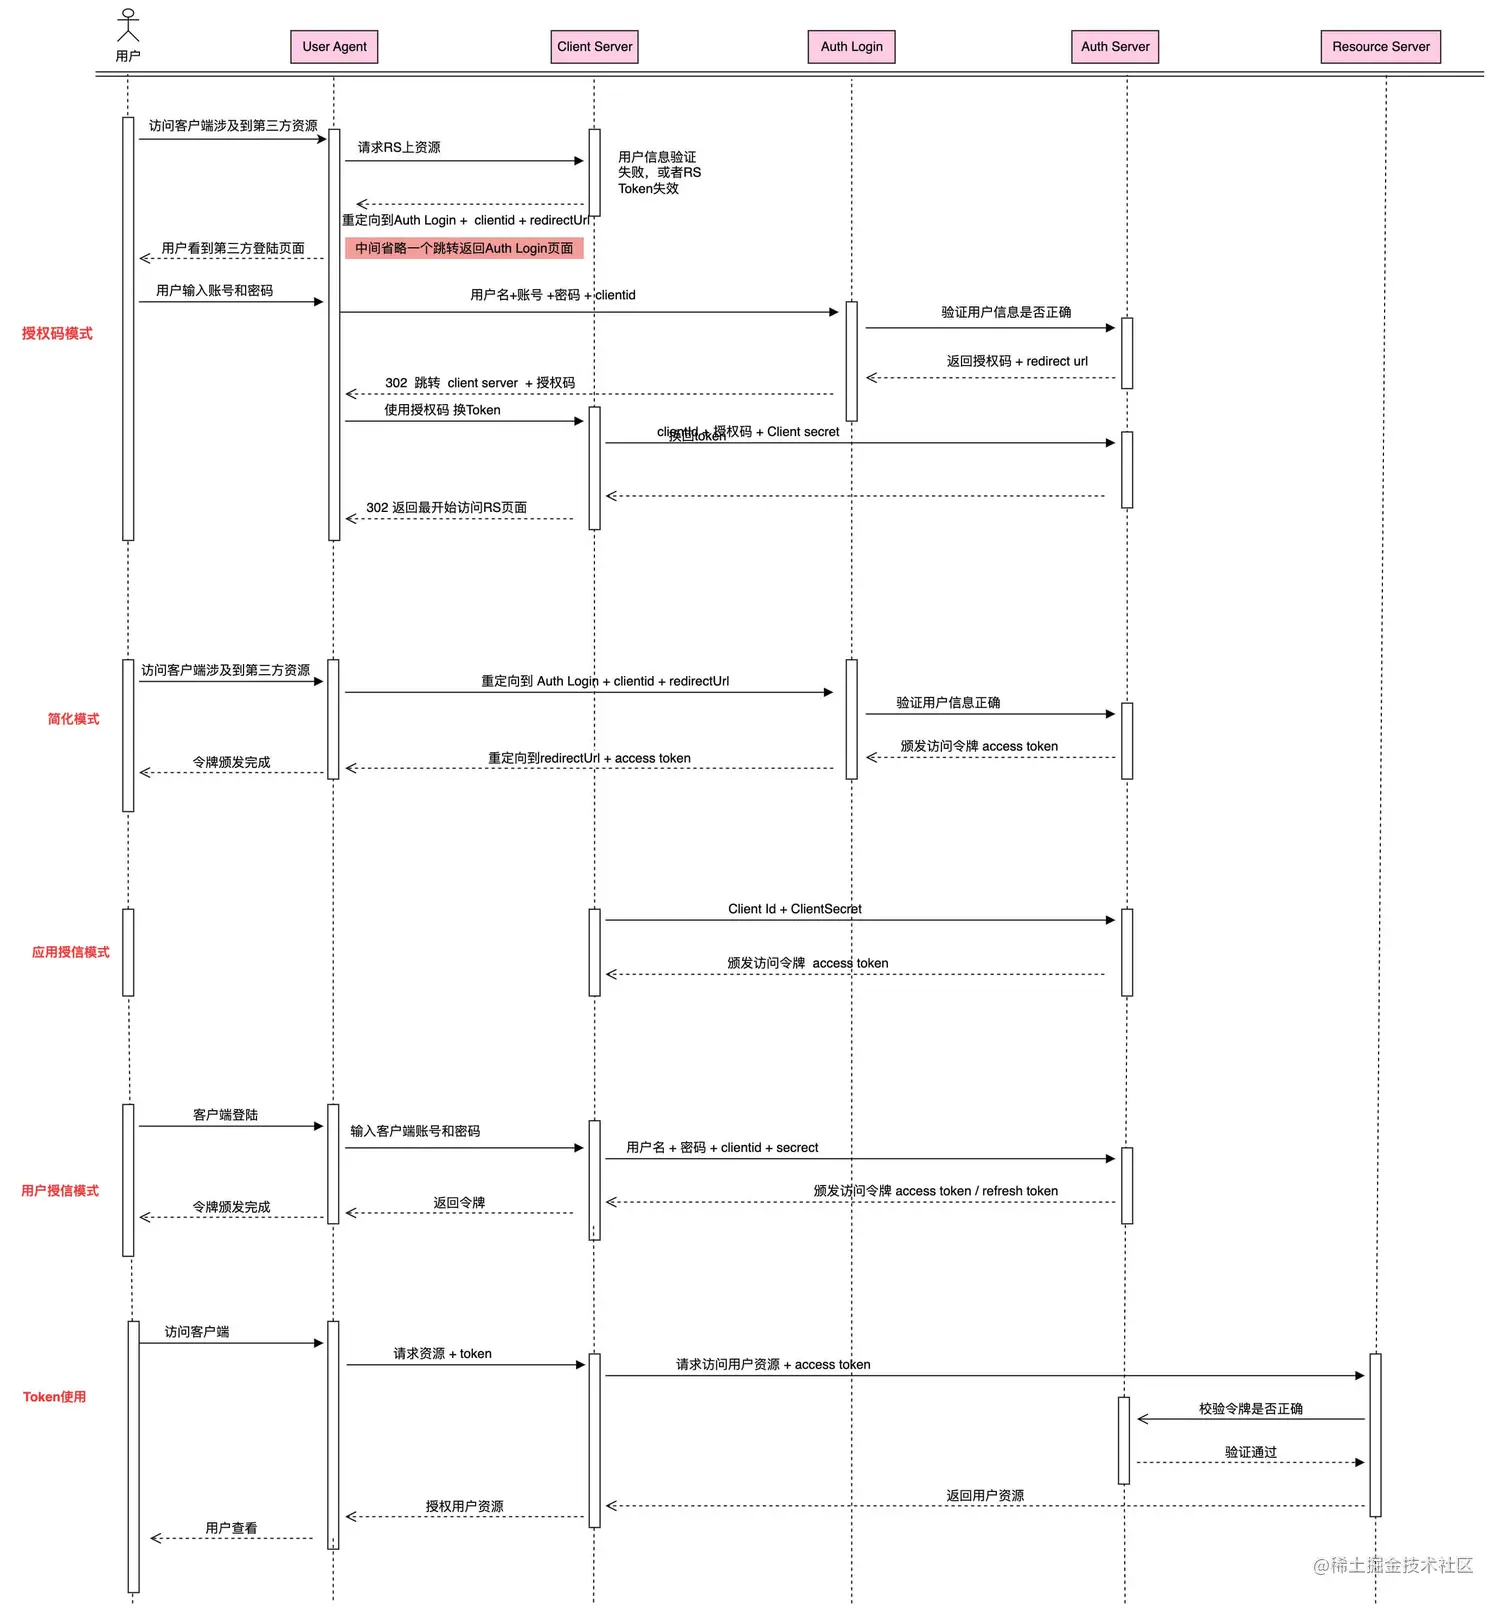 用户
User Agent
Client Server
Auth Login
Auth Server
Resource Server
访问客户端涉及到第三方资源
请求RS上资源
用户信息验证
失败，或者RS
Token失效
重定向到Auth Login + clientid + redirectUrl
中间省略一个跳转返回Auth Login页面
用户看到第三方登陆页面
用户输入账号和密码
用户名+账号 +密码 + clientid
验证用户信息是否正确
授权码模式
返回授权码 + redirect url
302 跳转 client server + 授权码
使用授权码 换Token
clientId + 授权码 + Client secret
换回token
302 返回最开始访问RS页面
访问客户端涉及到第三方资源
重定向到 Auth Login + clientid + redirectUrl
验证用户信息正确
简化模式
颁发访问令牌 access token
重定向到redirectUrl + access token
令牌颁发完成
Client Id + ClientSecret
应用授信模式
颁发访问令牌 access token
客户端登陆
输入客户端账号和密码
用户名 + 密码 + clientid + secrect
用户授信模式
颁发访问令牌 access token / refresh token
返回令牌
令牌颁发完成
访问客户端
请求资源 + token
请求访问用户资源 + access token
Token使用
校验令牌是否正确
验证通过
返回用户资源
授权用户资源
用户查看
@稀土掘金技术社区